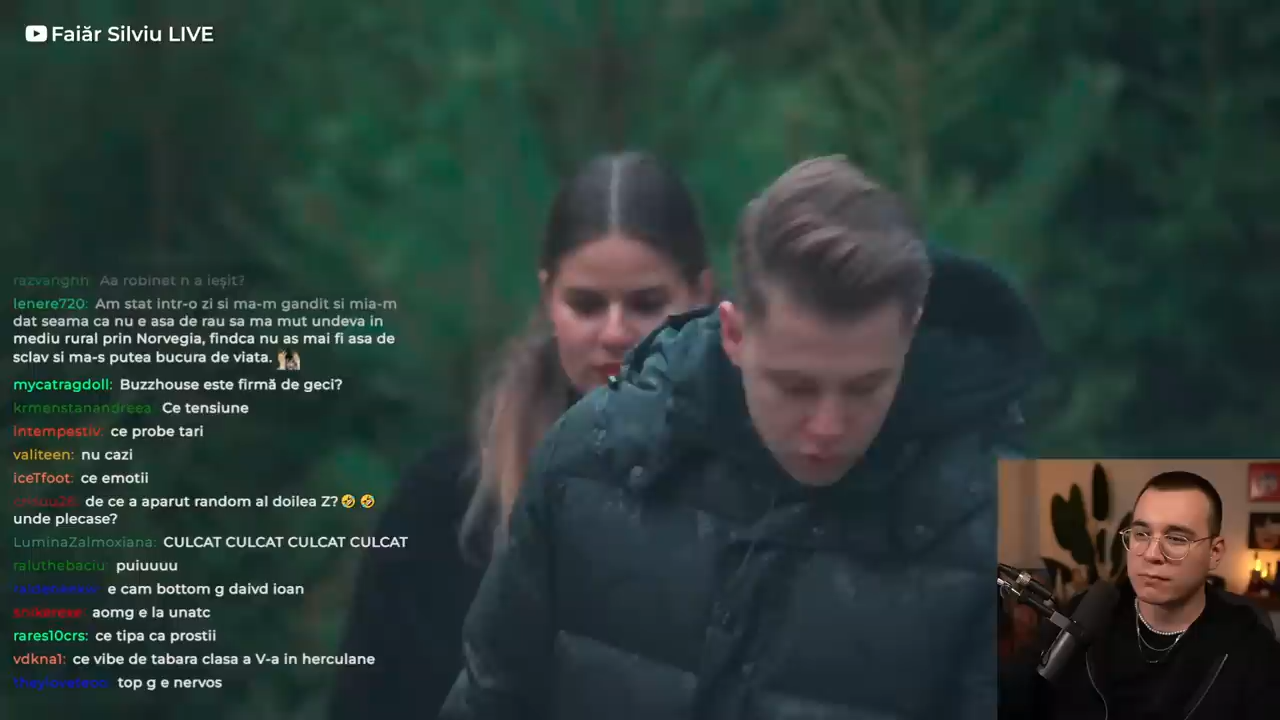 Faiăr Silviu LIVE
razvanghh: Aa robinet n a ieșit?
lenere720: Am stat intr-o zi si ma-m gandit si mia-m
dat seama ca nu e asa de rau sa ma mut undeva in
mediu rural prin Norvegia, findca nu as mai fi asa de
sclav si ma-s putea bucura de viata.
mycatragdoll: Buzzhouse este firmă de geci?
krmenstanandreea: Ce tensiune
Intempestiv: ce probe tari
valiteen: nu cazi
iceTfoot: ce emotii
de ce a aparut random al doilea Z?🤣🤣
unde plecase?
LuminaZalmoxiana: CULCAT CULCAT CULCAT CULCAT
raluthebaciu: puiuuuu
e cam bottom g daivd ioan
snikerexe: aomg e la unatc
rares10crs: ce tipa ca prostii
vdkna1: ce vibe de tabara clasa a V-a in herculane
top g e nervos